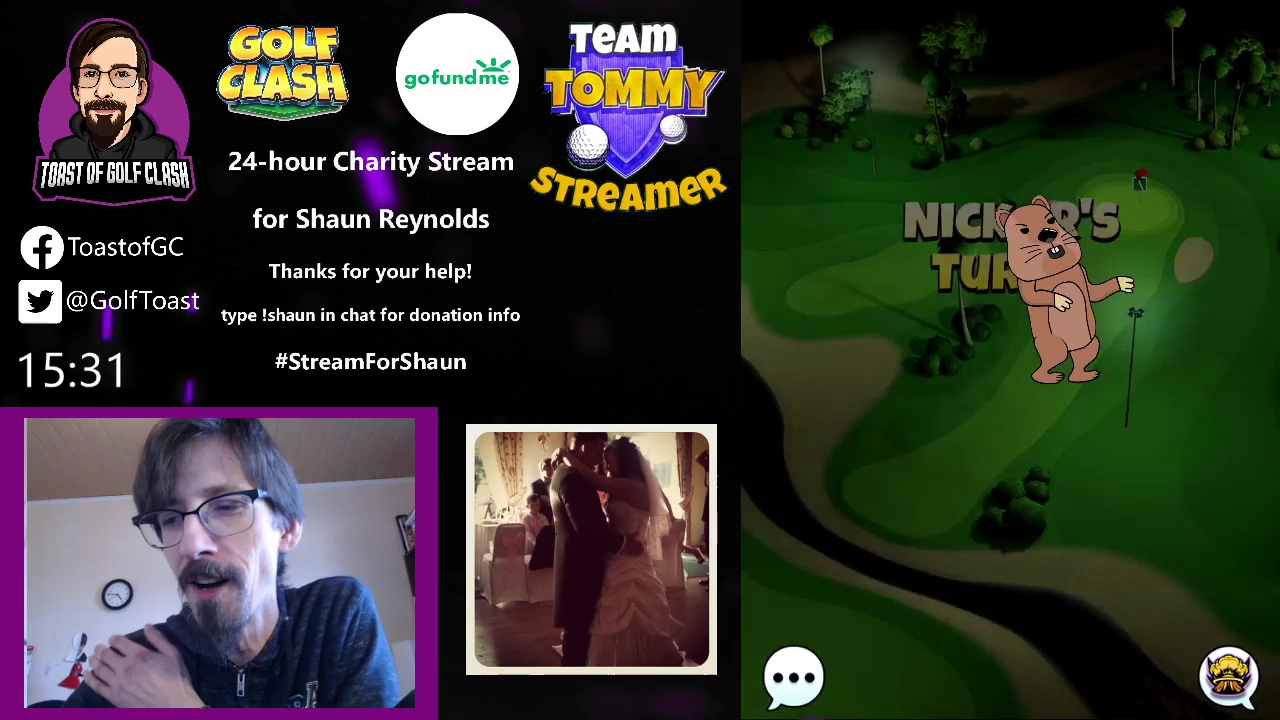 TOAST OF GOLF CLASH
GOLF
CLASH
gofundme
TEAM
TOMMY
STREAMER
24-hour Charity Stream
for Shaun Reynolds
Thanks for your help!
type !shaun in chat for donation info
#StreamForShaun
ToastofGC
@GolfToast
15:31